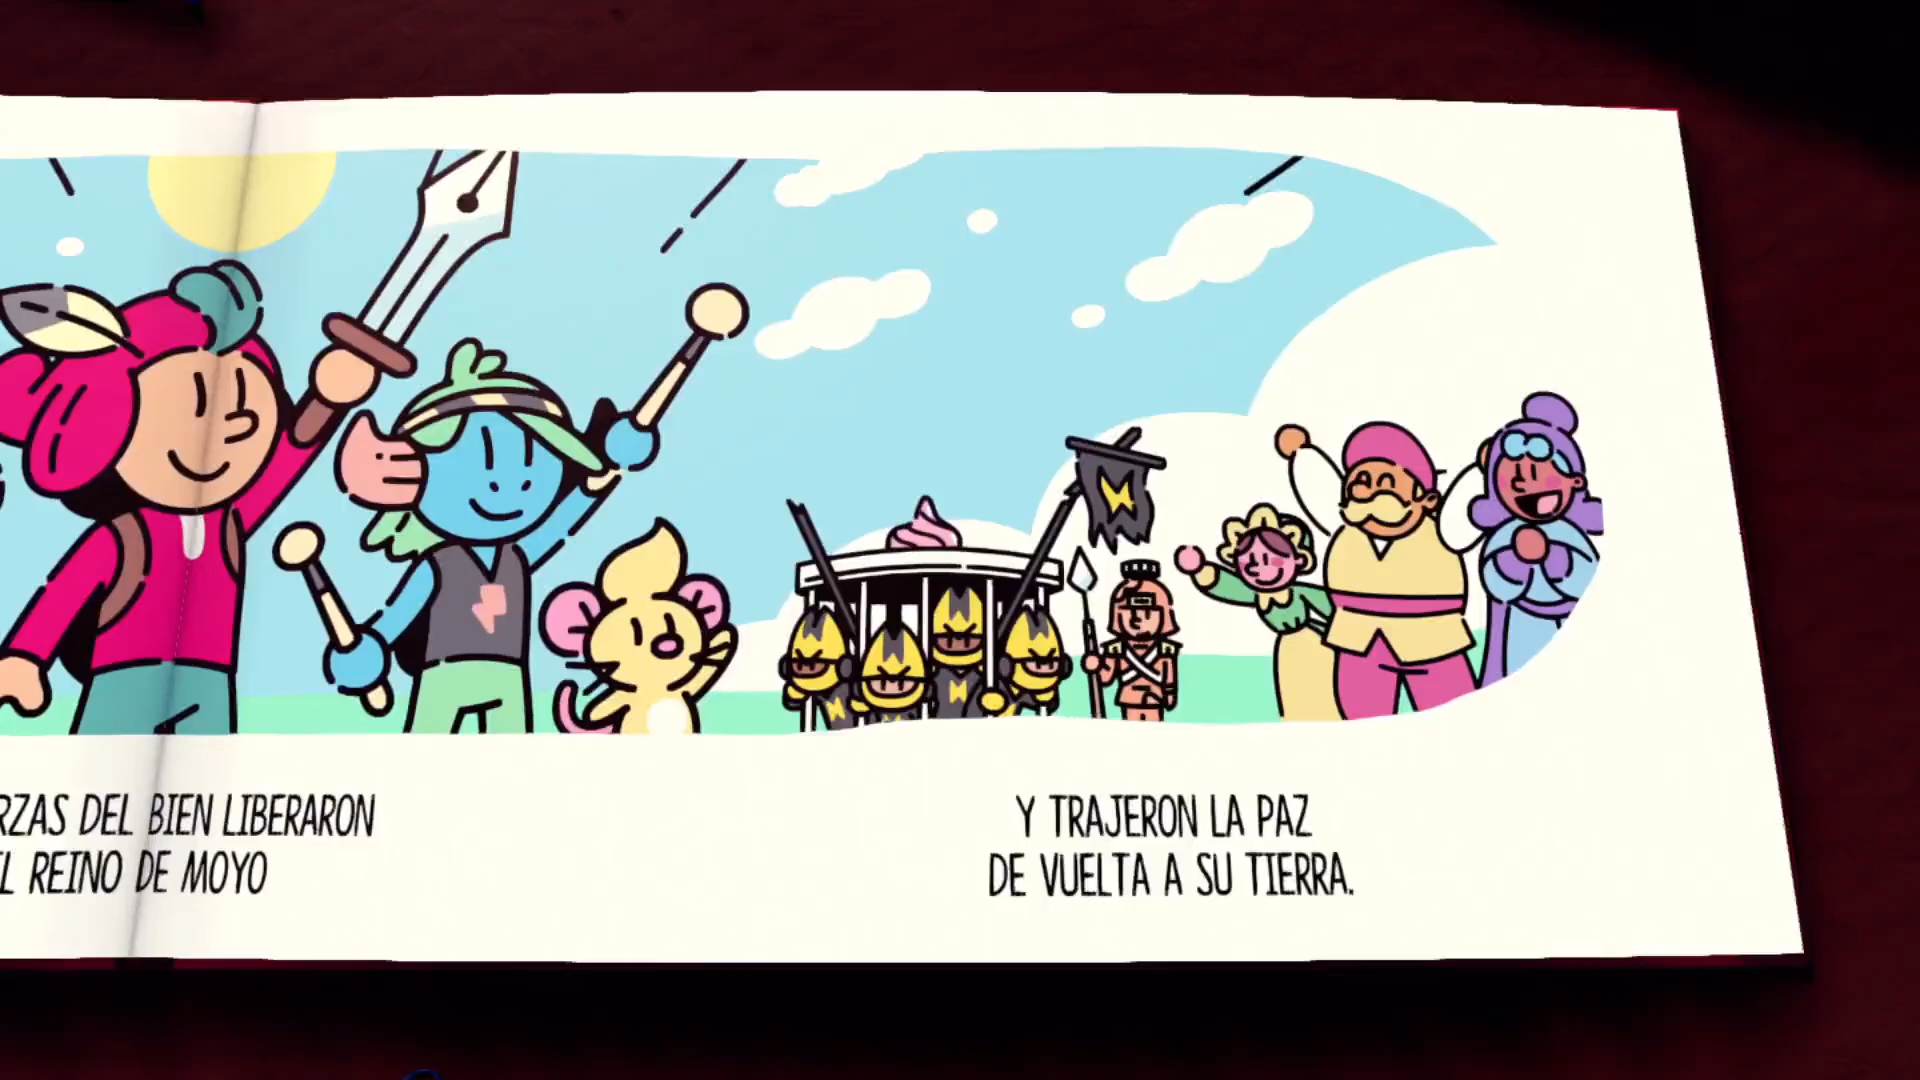 RZAS DEL BIEN LIBERARON
L REINO DE MOYO
Y TRAJERON LA PAZ
DE VUELTA A SU TIERRA.